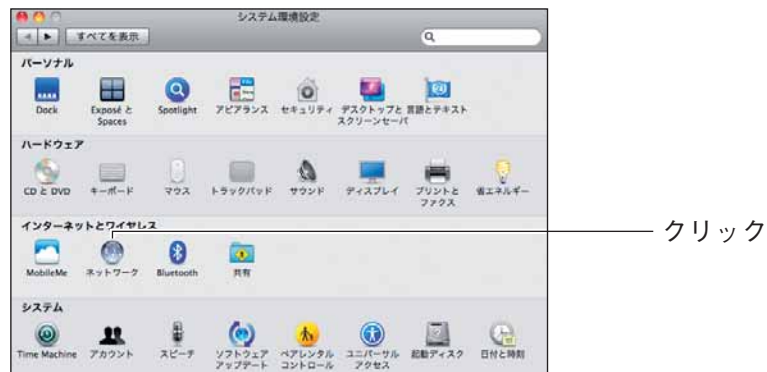 システム環境設定
すべてを表示
パーソナル
Dock
Exposé と
Spaces
Spotlight
アピアランス
セキュリティ
デスクトップと
スクリーンセーバ
言語とテキスト
ハードウェア
CD と DVD
キーボード
マウス
トラックパッド
サウンド
ディスプレイ
プリントと
ファクス
省エネルギー
インターネットとワイヤレス
クリック
MobileMe
ネットワーク
Bluetooth
共有
システム
Time Machine
アカウント
スピーチ
ソフトウェア
アップデート
ペアレンタル
コントロール
ユニバーサル
アクセス
起動ディスク
日付と時刻